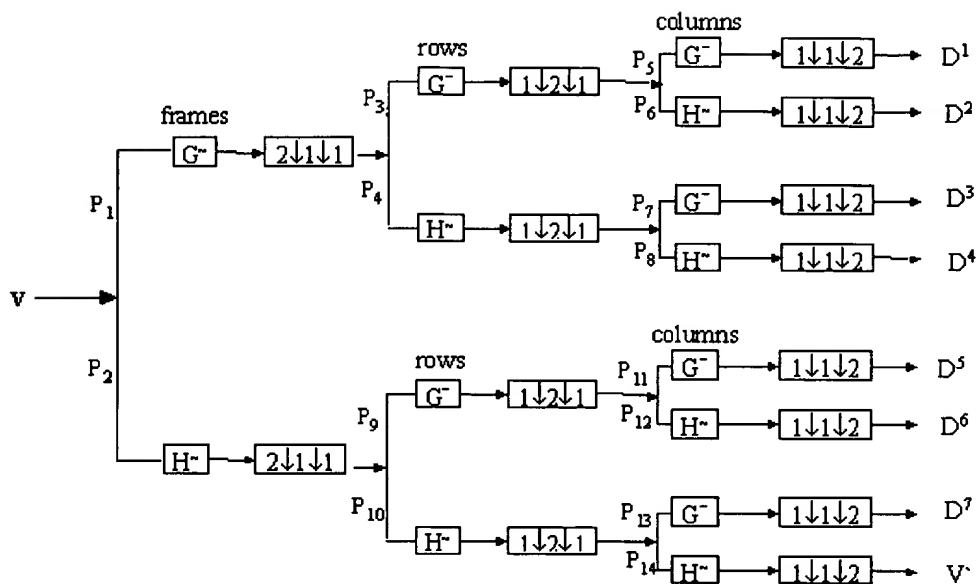 columns
rows
P₅ G⁻ 1↓1↓2 D¹
P₃ G⁻ 1↓2↓1
P₆ H~ 1↓1↓2 D²
frames
G~ 2↓1↓1
P₁ P₄
P₇ G⁻ 1↓1↓2 D³
H~ 1↓2↓1
P₈ H~ 1↓1↓2 D⁴
V
columns
rows
P₂
P₁₁ G⁻ 1↓1↓2 D⁵
G⁻ 1↓2↓1
P₉ P₁₂ H~ 1↓1↓2 D⁶
H~ 2↓1↓1
P₁₀
P₁₃ G⁻ 1↓1↓2 D⁷
H~ 1↓2↓1
P₁₄ H~ 1↓1↓2 V`